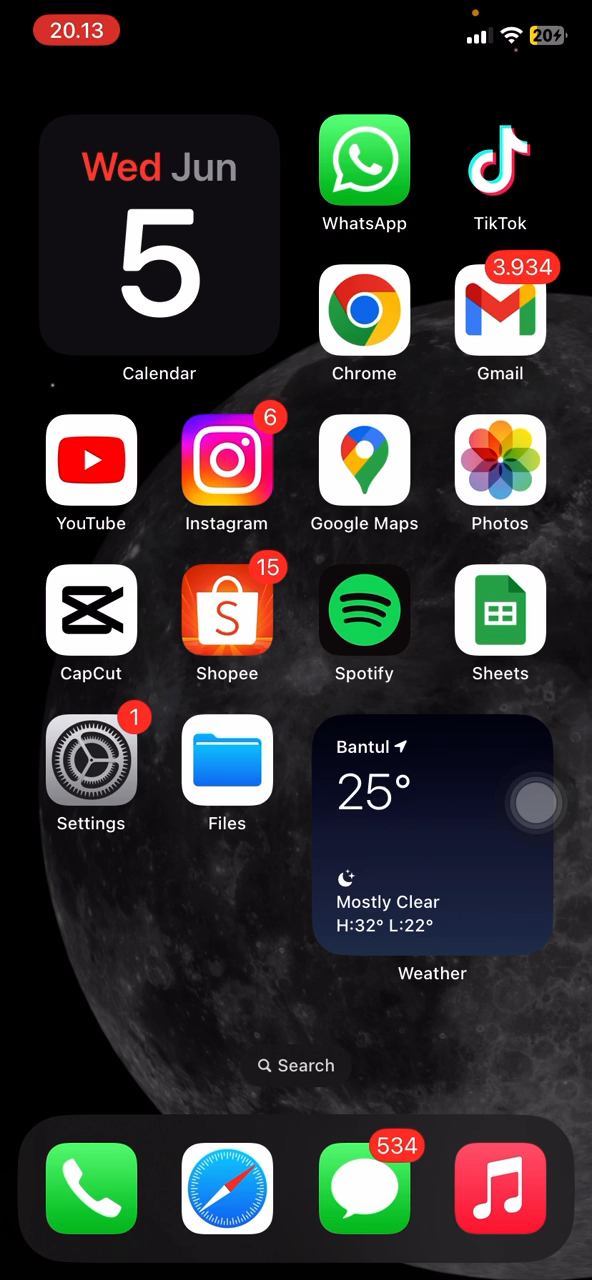 20.13
20
Wed Jun
5
Calendar
WhatsApp
TikTok
Chrome
3.934
Gmail
YouTube
6
Instagram
Google Maps
Photos
CapCut
15
S
Shopee
Spotify
Sheets
1
Settings
Files
Bantul
25°
Mostly Clear
H:32° L:22°
Weather
Search
534